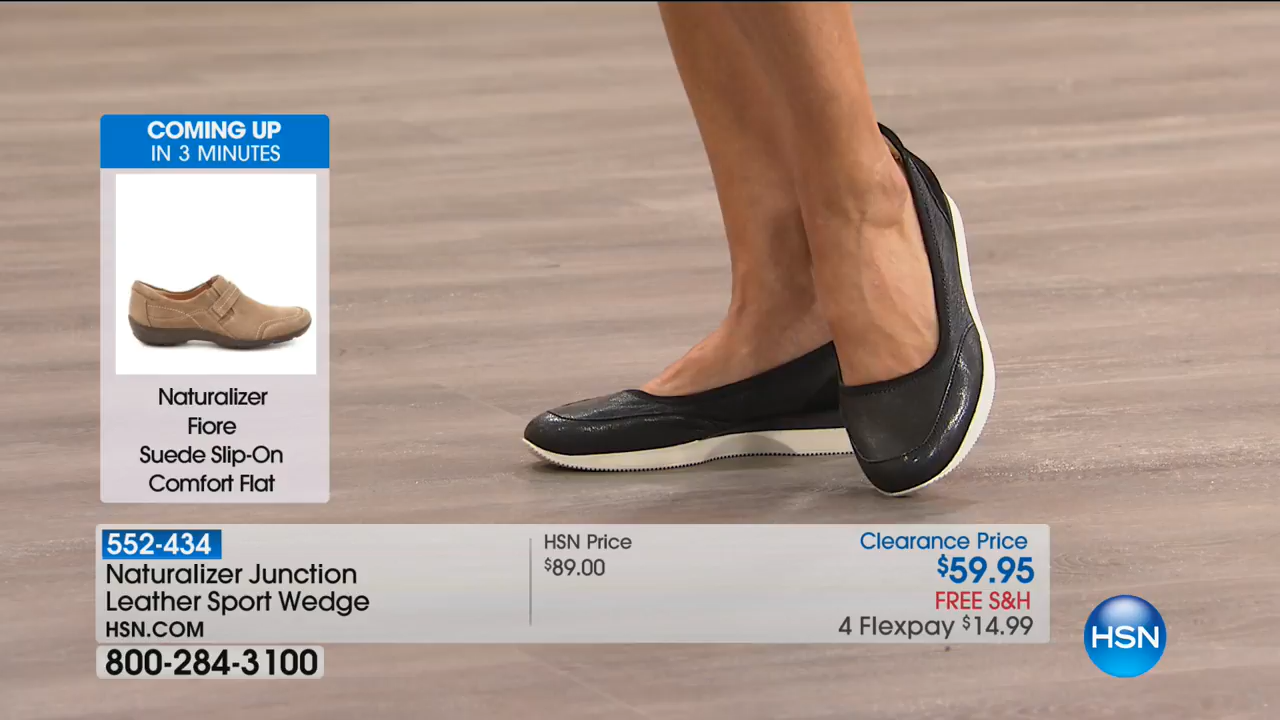 COMING UP
IN 3 MINUTES
Naturalizer
Fiore
Suede Slip-On
Comfort Flat
552-434
Naturalizer Junction
Leather Sport Wedge
HSN.COM
800-284-3100
HSN Price
$89.00
Clearance Price
$59.95
FREE S&H
4 Flexpay $14.99
HSN